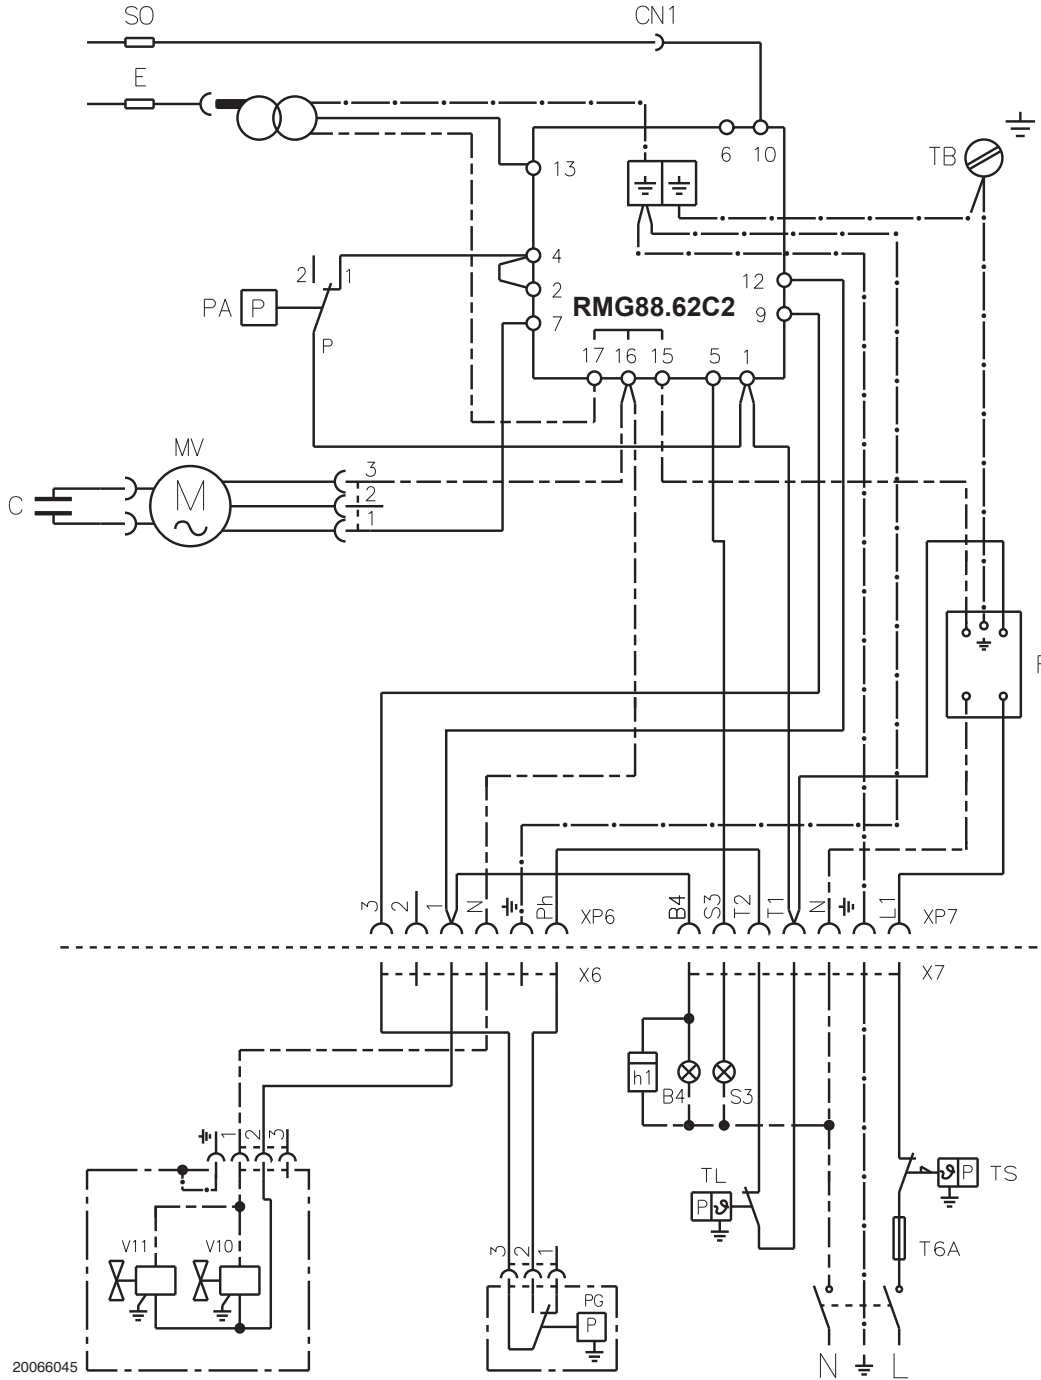 SO
CN1
E
6
10
13
TB
4
2
1
12
PA
P
2
RMG88.62C2
9
7
P
17
16
15
5
1
MV
3
C
M
2
1
3
2
1
N
Ph
XP6
B4
S3
T2
T1
N
L1
XP7
X6
X7
h1
B4
S3
1
2
3
TL
P
P
TS
V11
V10
3
2
1
T6A
PG
P
20066045
N
L